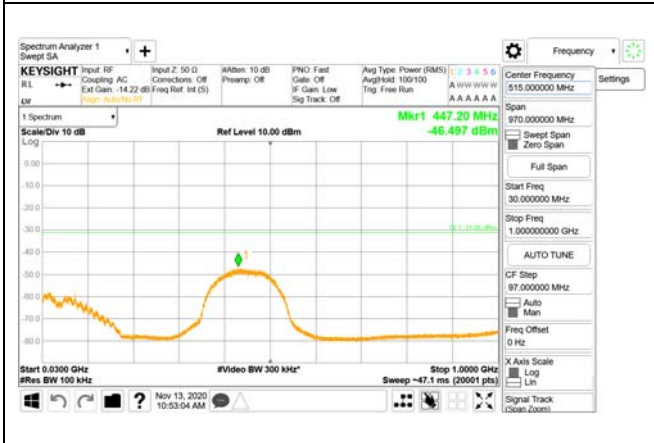 Spectrum Analyzer 1
Swept SA
Frequency
KEYSIGHT
Input: RF
Coupling: AC
Ext Gain: -14.22 dB
Align: Auto/No RF
Input Z: 50 Ω
Corrections: Off
Freq Ref: Int (S)
#Atten: 10 dB
Preamp: Off
PNO: Fast
Gate: Off
IF Gain: Low
Sig Track: Off
Avg Type: Power (RMS)
Avg|Hold: 100/100
Trig: Free Run
1 2 3 4 5 6
A W W W W W
A A A A A A
RL
Center Frequency
515.000000 MHz
Settings
1 Spectrum
Scale/Div 10 dB
Log
Ref Level 10.00 dBm
Mkr1 447.20 MHz
-46.497 dBm
Span
970.000000 MHz
Swept Span
Zero Span
Full Span
Start Freq
30.000000 MHz
Stop Freq
1.000000000 GHz
AUTO TUNE
CF Step
97.000000 MHz
Auto
Man
Freq Offset
0 Hz
X Axis Scale
Log
Lin
Signal Track
(Span Zoom)
0.00
-10.0
-20.0
-30.0
-40.0
-50.0
-60.0
-70.0
-80.0
1
Start 0.0300 GHz
#Res BW 100 kHz
#Video BW 300 kHz*
Stop 1.0000 GHz
Sweep ~47.1 ms (20001 pts)
?
Nov 13, 2020
10:53:04 AM